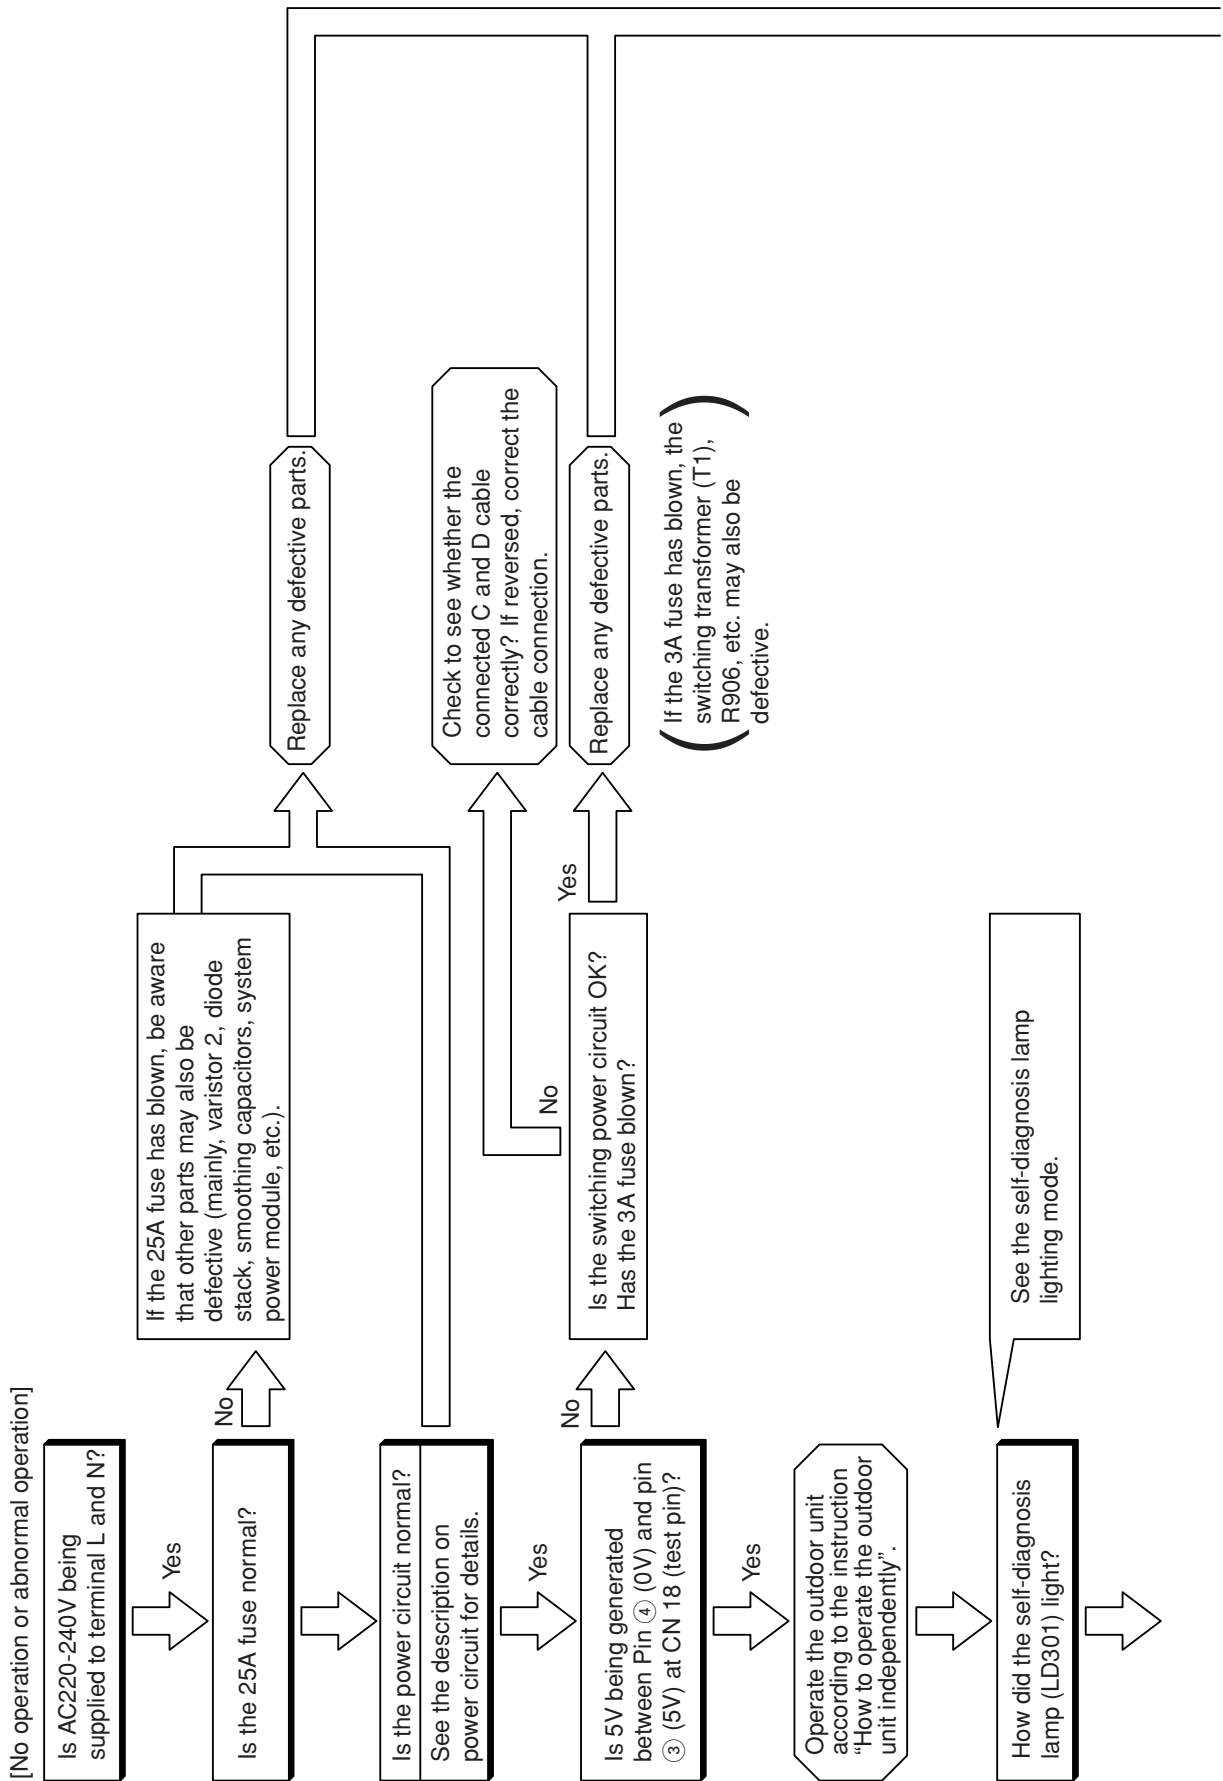 [No operation or abnormal operation]
Is AC220-240V being
supplied to terminal L and N?
Yes
Is the 25A fuse normal?
No
If the 25A fuse has blown, be aware
that other parts may also be
defective (mainly, varistor 2, diode
stack, smoothing capacitors, system
power module, etc.).
Replace any defective parts.
Is the power circuit normal?
See the description on
power circuit for details.
Yes
Is 5V being generated
between Pin ④ (0V) and pin
③ (5V) at CN 18 (test pin)?
No
Is the switching power circuit OK?
Has the 3A fuse blown?
No
Check to see whether the
connected C and D cable
correctly? If reversed, correct the
cable connection.
Yes
Replace any defective parts.
If the 3A fuse has blown, the
switching transformer (T1),
R906, etc. may also be
defective.
Yes
Operate the outdoor unit
according to the instruction
“How to operate the outdoor
unit independently”.
How did the self-diagnosis
lamp (LD301) light?
See the self-diagnosis lamp
lighting mode.